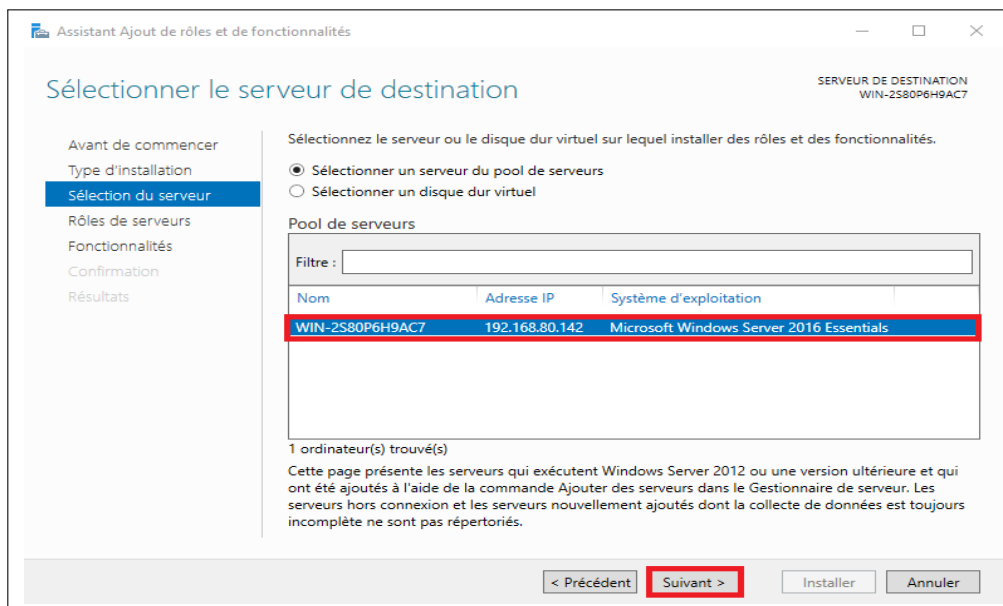 Assistant Ajout de rôles et de fonctionnalités
Sélectionner le serveur de destination
SERVEUR DE DESTINATION
WIN-2S80P6H9AC7
Avant de commencer
Type d'installation
Sélection du serveur
Rôles de serveurs
Fonctionnalités
Confirmation
Résultats
Sélectionnez le serveur ou le disque dur virtuel sur lequel installer des rôles et des fonctionnalités.
Sélectionner un serveur du pool de serveurs
Sélectionner un disque dur virtuel
Pool de serveurs
Filtre :
Nom Adresse IP Système d'exploitation
WIN-2S80P6H9AC7 192.168.80.142 Microsoft Windows Server 2016 Essentials
1 ordinateur(s) trouvé(s)
Cette page présente les serveurs qui exécutent Windows Server 2012 ou une version ultérieure et qui
ont été ajoutés à l'aide de la commande Ajouter des serveurs dans le Gestionnaire de serveur. Les
serveurs hors connexion et les serveurs nouvellement ajoutés dont la collecte de données est toujours
incomplète ne sont pas répertoriés.
< Précédent Suivant > Installer Annuler